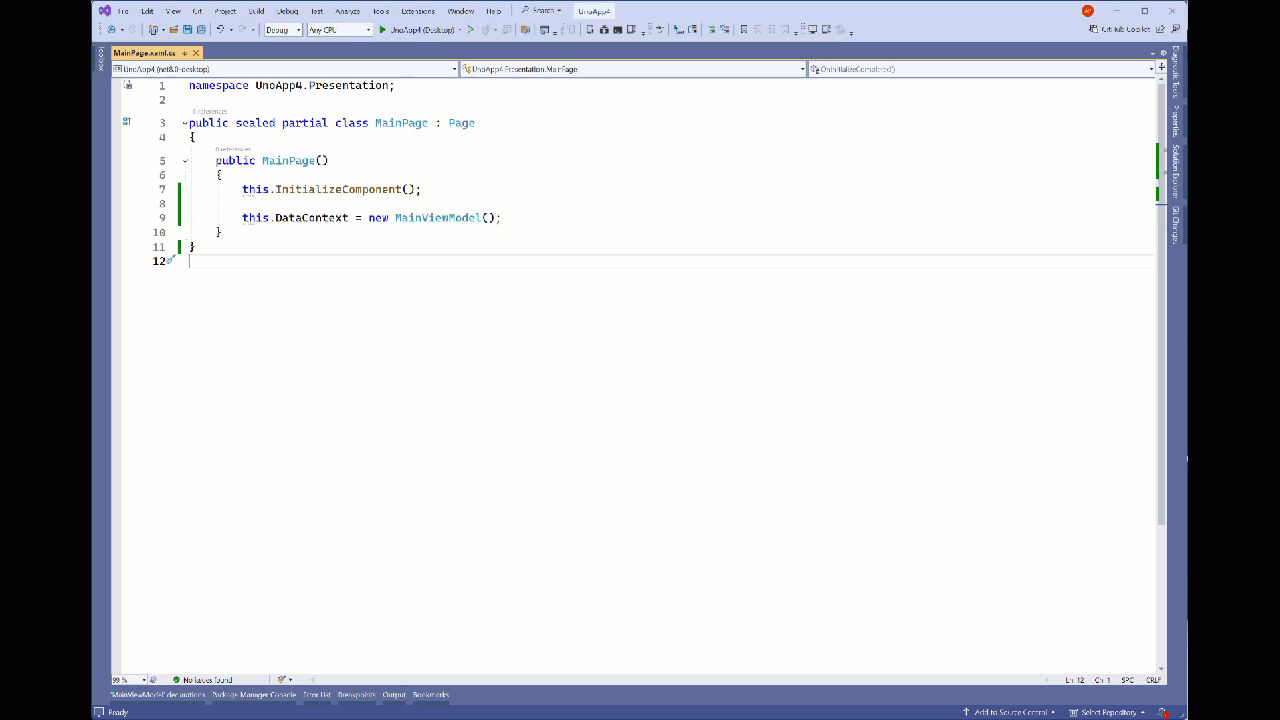 File Edit View Git Project Build Debug Test Analyze Tools Extensions Window Help Search UnoApp4 AP
Debug Any CPU UnoApp4 (Desktop) GitHub Copilot
MainPage.xaml.cs
UnoApp4 (net8.0-desktop) UnoApp4.Presentation.MainPage OnInitializeCompleted()
1 namespace UnoApp4.Presentation;
2
6 references
3 public sealed partial class MainPage : Page
4 {
0 references
5 public MainPage()
6 {
7 this.InitializeComponent();
8
9 this.DataContext = new MainViewModel();
10 }
11 }
12
Toolbox
Diagnostic Tools
Properties
Solution Explorer
Git Changes
99 % No issues found Ln: 12 Ch: 1 SPC CRLF
'MainViewModel' declarations Package Manager Console Error List Breakpoints Output Bookmarks
Ready Add to Source Control Select Repository